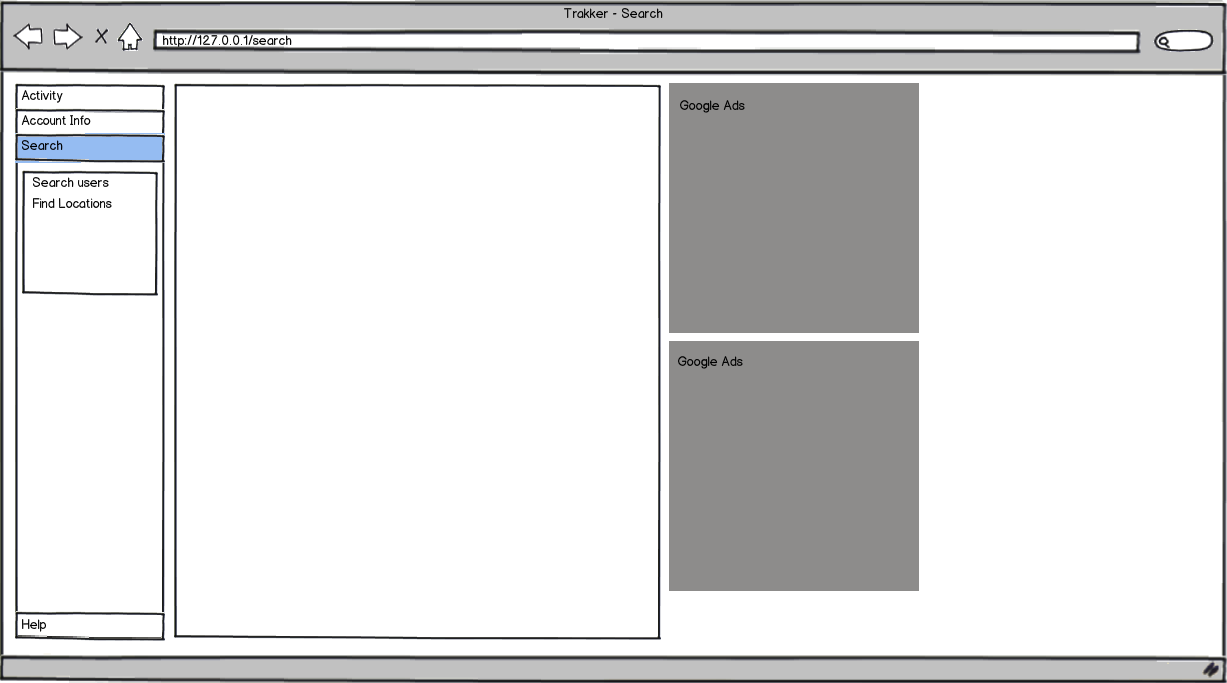 Trakker - Search
http://127.0.0.1/search
Activity
Account Info
Search
Search users
Find Locations
Help
Google Ads
Google Ads